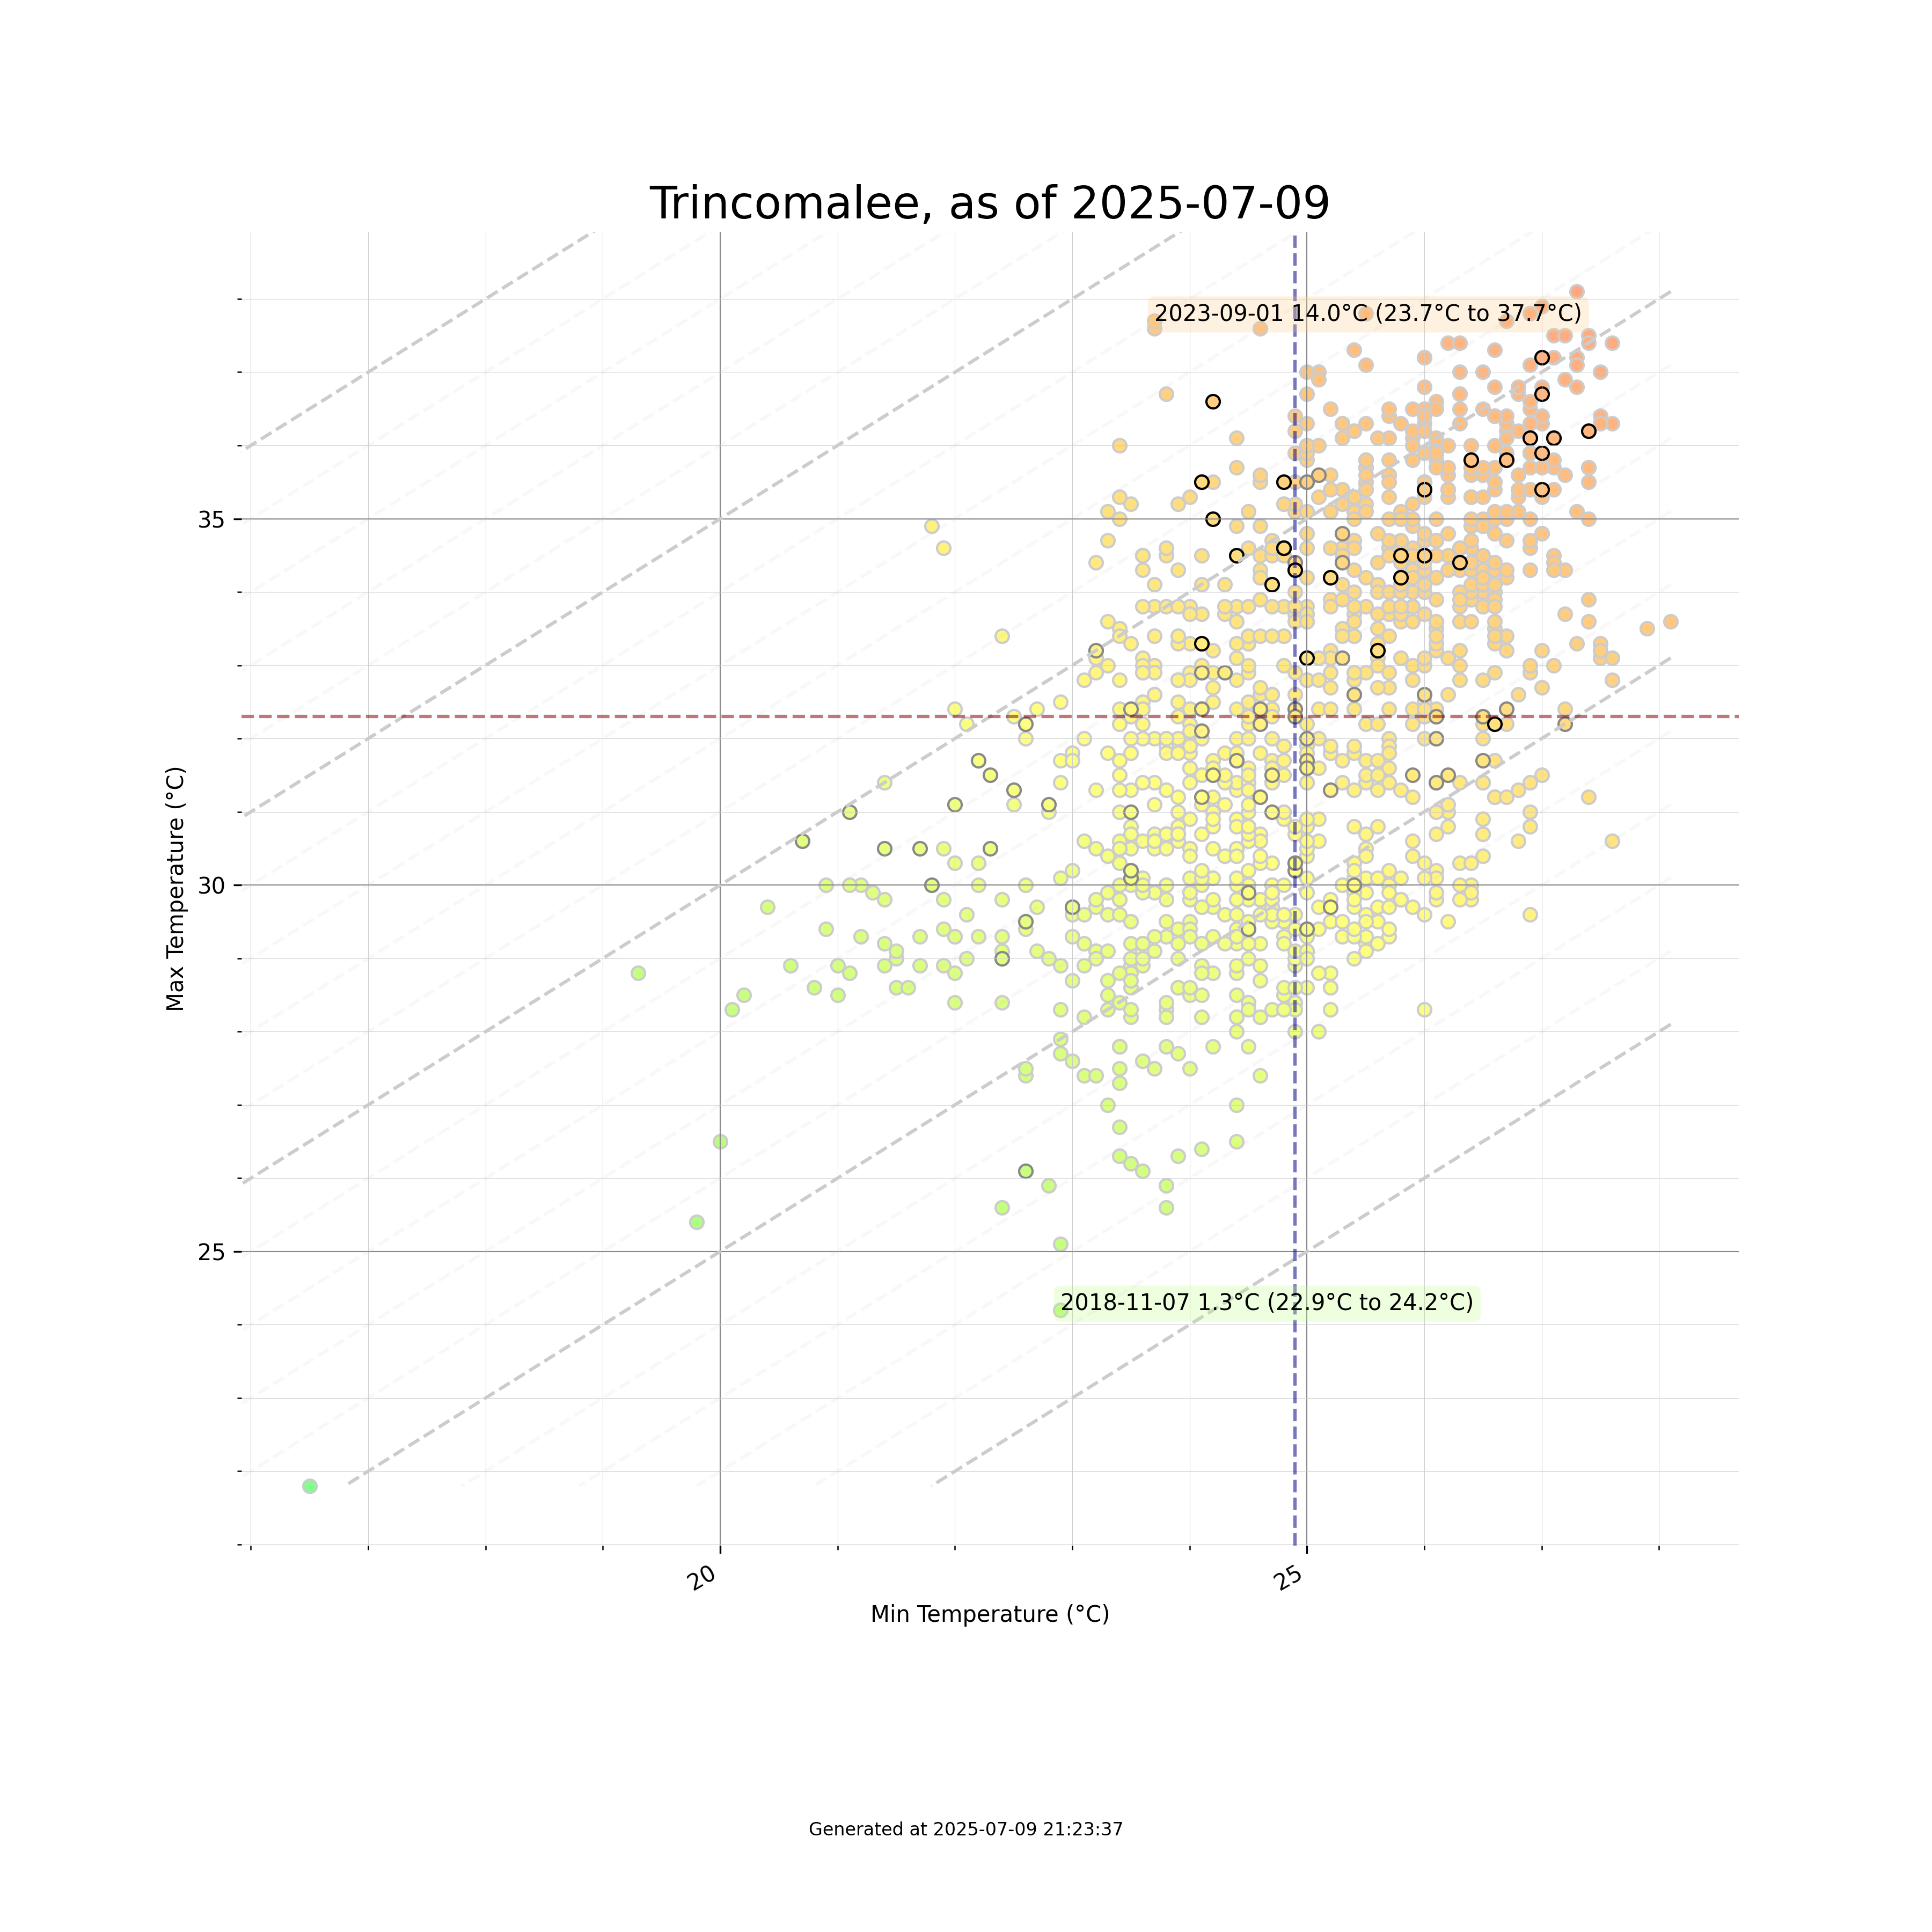 Trincomalee, as of 2025-07-09
2023-09-01 14.0°C (23.7°C to 37.7°C)
35
30
25
Max Temperature (°C)
2018-11-07 1.3°C (22.9°C to 24.2°C)
20
25
Min Temperature (°C)
Generated at 2025-07-09 21:23:37